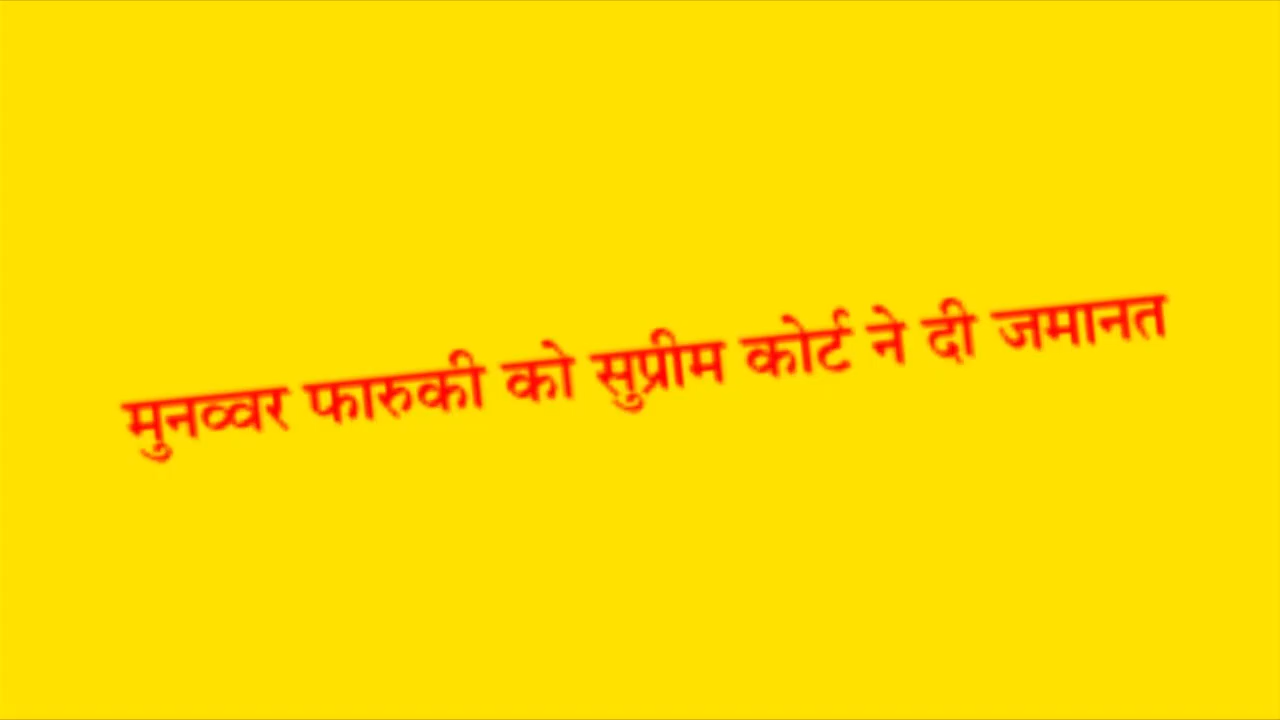 मुनव्वर फारुकी को सुप्रीम कोर्ट ने दी जमानत